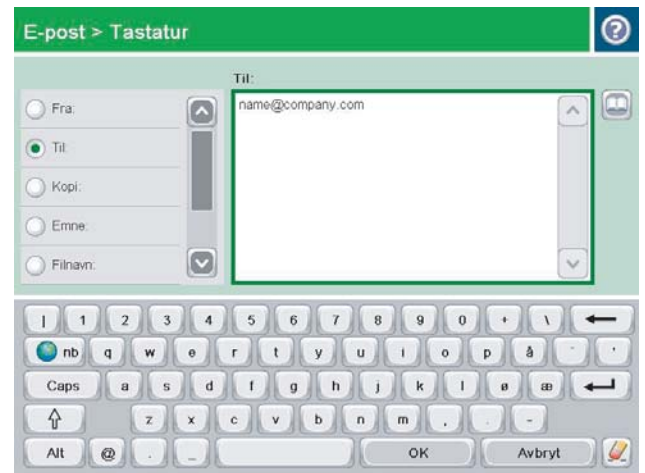 E-post > Tastatur
Til:
name@company.com
Fra:
Til:
Kopi:
Emne:
Filnavn:
| 1 2 3 4 5 6 7 8 9 0 + \
nb q w e r t y u i o p å ¨ '
Caps a s d f g h j k l ø æ
z x c v b n m , . -
Alt @ . _ OK Avbryt